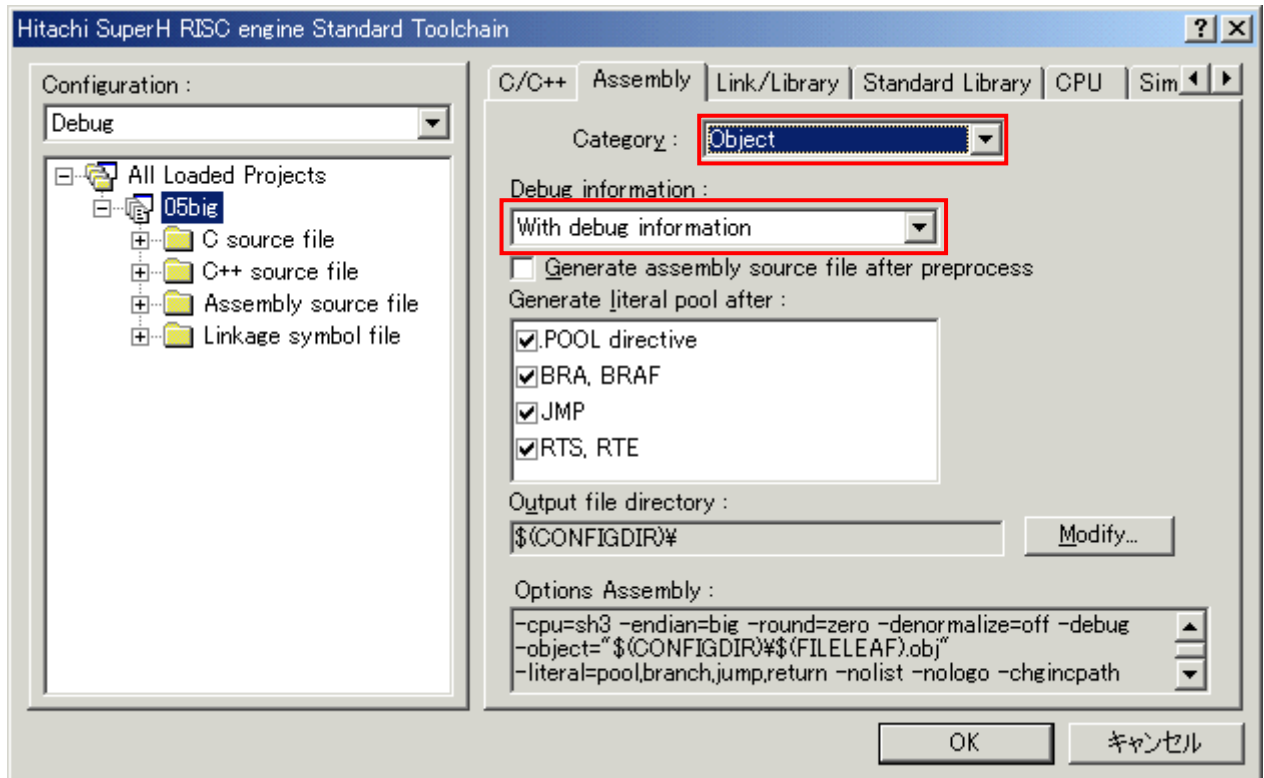 Hitachi SuperH RISC engine Standard Toolchain
Configuration :
Debug
All Loaded Projects
05big
C source file
C++ source file
Assembly source file
Linkage symbol file
C/C++ Assembly Link/Library Standard Library CPU Sim
Category : Object
Debug information :
With debug information
Generate assembly source file after preprocess
Generate literal pool after :
.POOL directive
BRA, BRAF
JMP
RTS, RTE
Output file directory :
$(CONFIGDIR)¥
Modify...
Options Assembly :
-cpu=sh3 -endian=big -round=zero -denormalize=off -debug
-object="$(CONFIGDIR)¥$(FILELEAF).obj"
-literal=pool,branch,jump,return -nolist -nologo -chgincpath
OK キャンセル